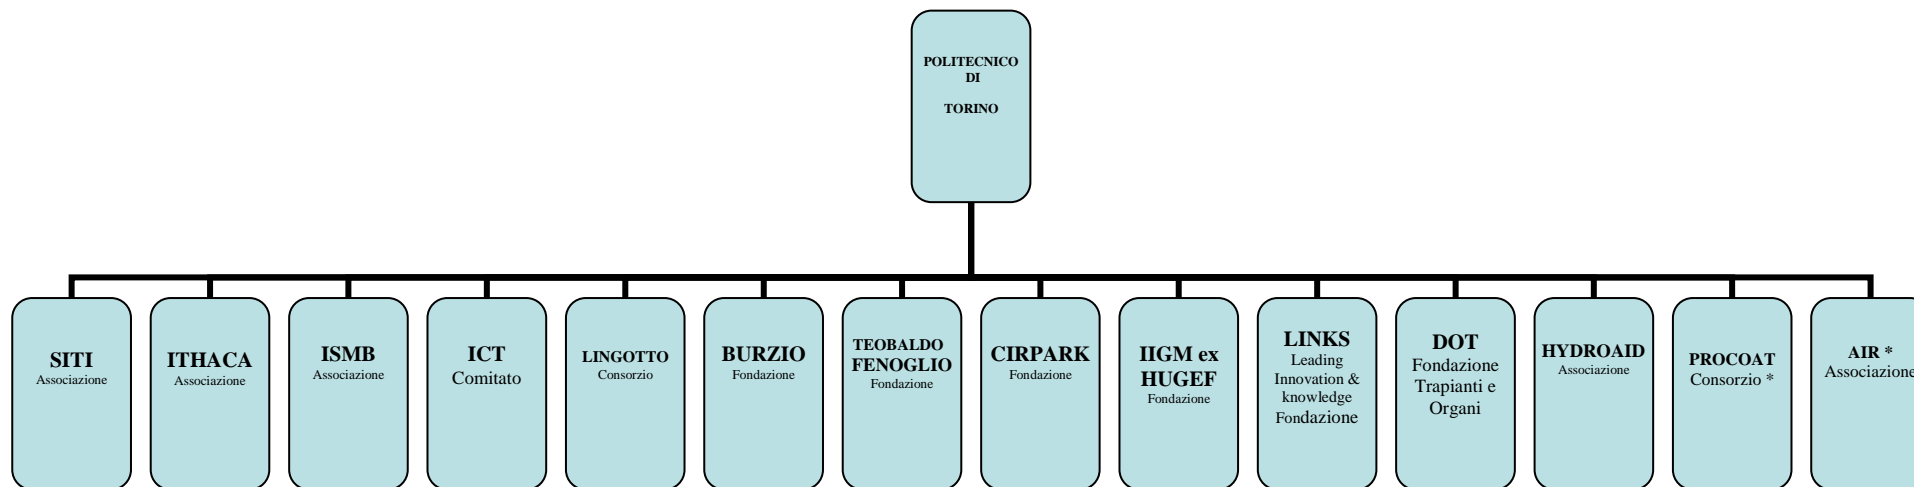 POLITECNICO
DI
TORINO
SITI
Associazione
ITHACA
Associazione
ISMB
Associazione
ICT
Comitato
LINGOTTO
Consorzio
BURZIO
Fondazione
TEOBALDO
FENOGLIO
Fondazione
CIRPARK
Fondazione
IIGM ex
HUGEF
Fondazione
LINKS
Leading
Innovation &
knowledge
Fondazione
DOT
Fondazione
Trapianti e
Organi
HYDROAID
Associazione
PROCOAT
Consorzio *
AIR *
Associazione